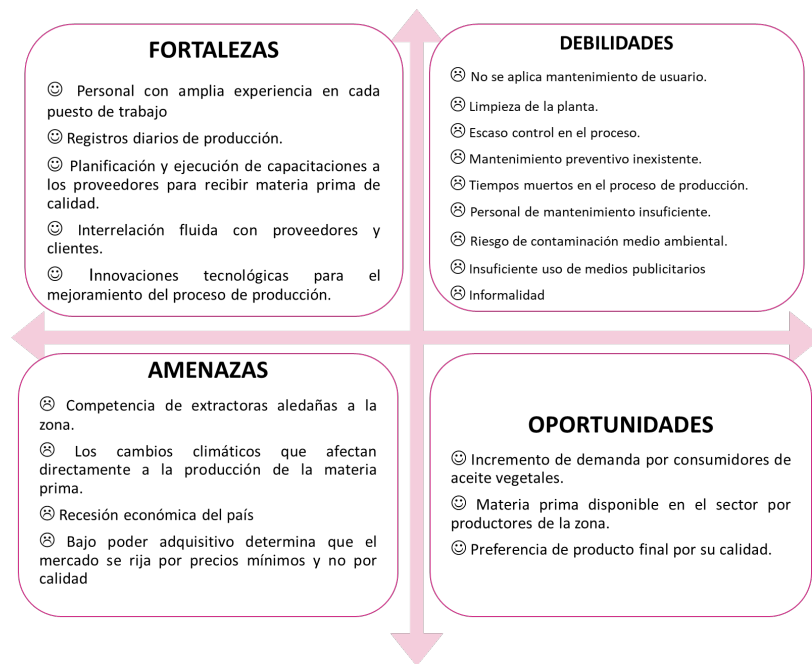 FORTALEZAS
☺ Personal con amplia experiencia en cada
puesto de trabajo
☺ Registros diarios de producción.
☺ Planificación y ejecución de capacitaciones a
los proveedores para recibir materia prima de
calidad.
☺ Interrelación fluida con proveedores y
clientes.
☺ Innovaciones tecnológicas para el
mejoramiento del proceso de producción.
DEBILIDADES
☹ No se aplica mantenimiento de usuario.
☹ Limpieza de la planta.
☹ Escaso control en el proceso.
☹ Mantenimiento preventivo inexistente.
☹ Tiempos muertos en el proceso de producción.
☹ Personal de mantenimiento insuficiente.
☹ Riesgo de contaminación medio ambiental.
☹ Insuficiente uso de medios publicitarios
☹ Informalidad
AMENAZAS
☹ Competencia de extractoras aledañas a la
zona.
☹ Los cambios climáticos que afectan
directamente a la producción de la materia
prima.
☹ Recesión económica del país
☹ Bajo poder adquisitivo determina que el
mercado se rija por precios mínimos y no por
calidad
OPORTUNIDADES
☺ Incremento de demanda por consumidores de
aceite vegetales.
☺ Materia prima disponible en el sector por
productores de la zona.
☺ Preferencia de producto final por su calidad.